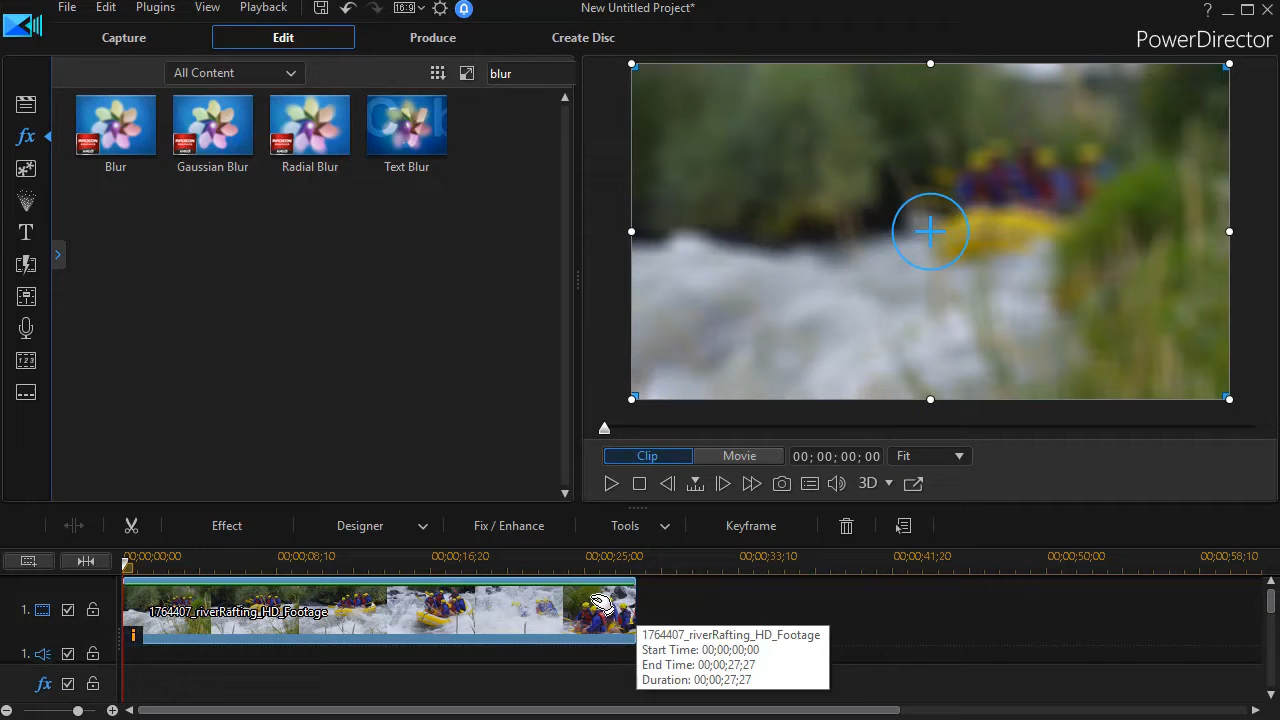 File Edit Plugins View Playback 16:9 New Untitled Project* ?
Capture Edit Produce Create Disc PowerDirector
All Content blur
Blur Gaussian Blur Radial Blur Text Blur
fx
T
Clip Movie 00; 00; 00; 00 Fit
3D
Effect Designer Fix / Enhance Tools Keyframe
00;00;00;00 00;00;08;10 00;00;16;20 00;00;25;00 00;00;33;10 00;00;41;20 00;00;50;00 00;00;58;10
1. 1764407_riverRafting_HD_Footage
i
1764407_riverRafting_HD_Footage
Start Time: 00;00;00;00
End Time: 00;00;27;27
Duration: 00;00;27;27
1.
fx